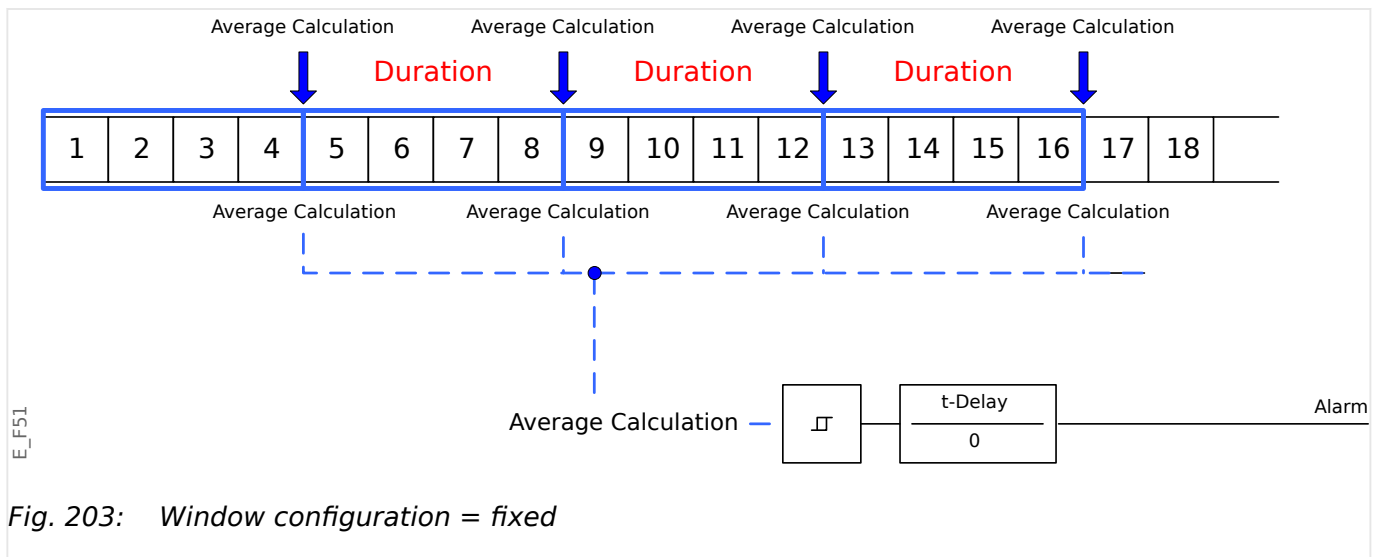 Average Calculation Average Calculation Average Calculation Average Calculation
Duration Duration Duration
1 2 3 4 5 6 7 8 9 10 11 12 13 14 15 16 17 18
Average Calculation Average Calculation Average Calculation Average Calculation
t-Delay
Alarm
Average Calculation
0
E_F51
Fig. 203: Window configuration = fixed